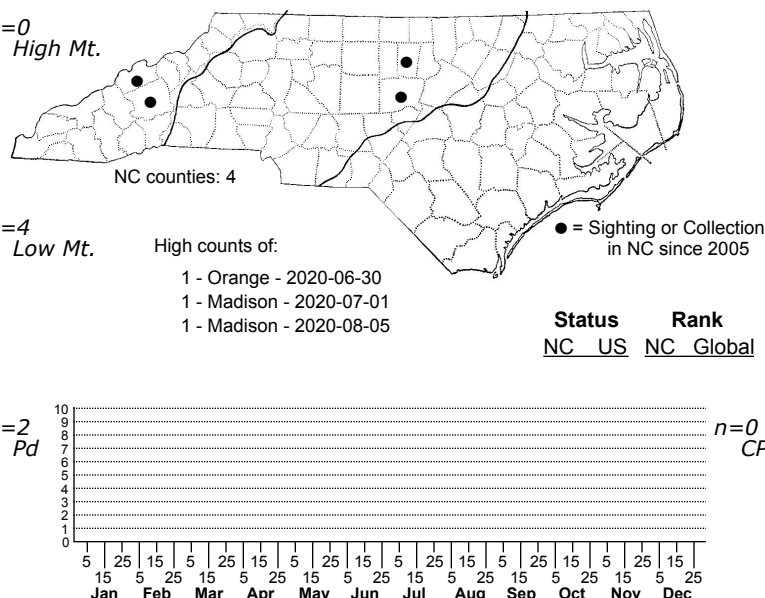 =0
High Mt.
NC counties: 4
=4
Low Mt.
High counts of:
1 - Orange - 2020-06-30
1 - Madison - 2020-07-01
1 - Madison - 2020-08-05
● = Sighting or Collection
in NC since 2005
Status Rank
NC US NC Global
=2
Pd
10
9
8
7
6
5
4
3
2
1
0
n=0
CP
5 25 15 5 25 15 5 25 15 5 25 15 5 25 15 5 25 15
15 5 25 15 5 25 15 5 25 15 5 25 15 5 25 15 5 25
Jan Feb Mar Apr May Jun Jul Aug Sep Oct Nov Dec